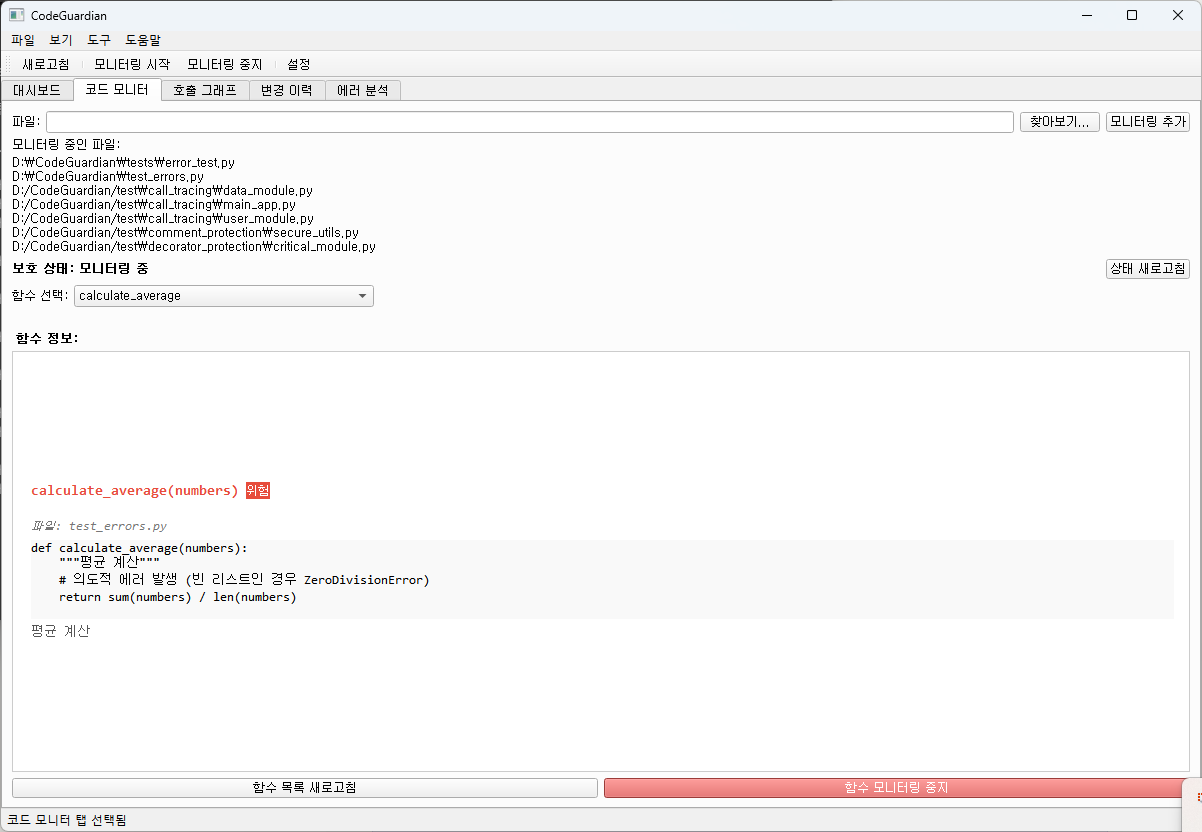 CodeGuardian
파일 보기 도구 도움말
새로고침 모니터링 시작 모니터링 중지 설정
대시보드 코드 모니터 호출 그래프 변경 이력 에러 분석
파일: 찾아보기... 모니터링 추가
모니터링 중인 파일:
D:₩CodeGuardian₩tests₩error_test.py
D:₩CodeGuardian₩test_errors.py
D:/CodeGuardian/test₩call_tracing₩data_module.py
D:/CodeGuardian/test₩call_tracing₩main_app.py
D:/CodeGuardian/test₩call_tracing₩user_module.py
D:/CodeGuardian/test₩comment_protection₩secure_utils.py
D:/CodeGuardian/test₩decorator_protection₩critical_module.py
보호 상태: 모니터링 중 상태 새로고침
함수 선택: calculate_average
함수 정보:
calculate_average(numbers) 위험
파일: test_errors.py
def calculate_average(numbers):
    """평균 계산"""
    # 의도적 에러 발생 (빈 리스트인 경우 ZeroDivisionError)
    return sum(numbers) / len(numbers)
평균 계산
함수 목록 새로고침 함수 모니터링 중지
코드 모니터 탭 선택됨